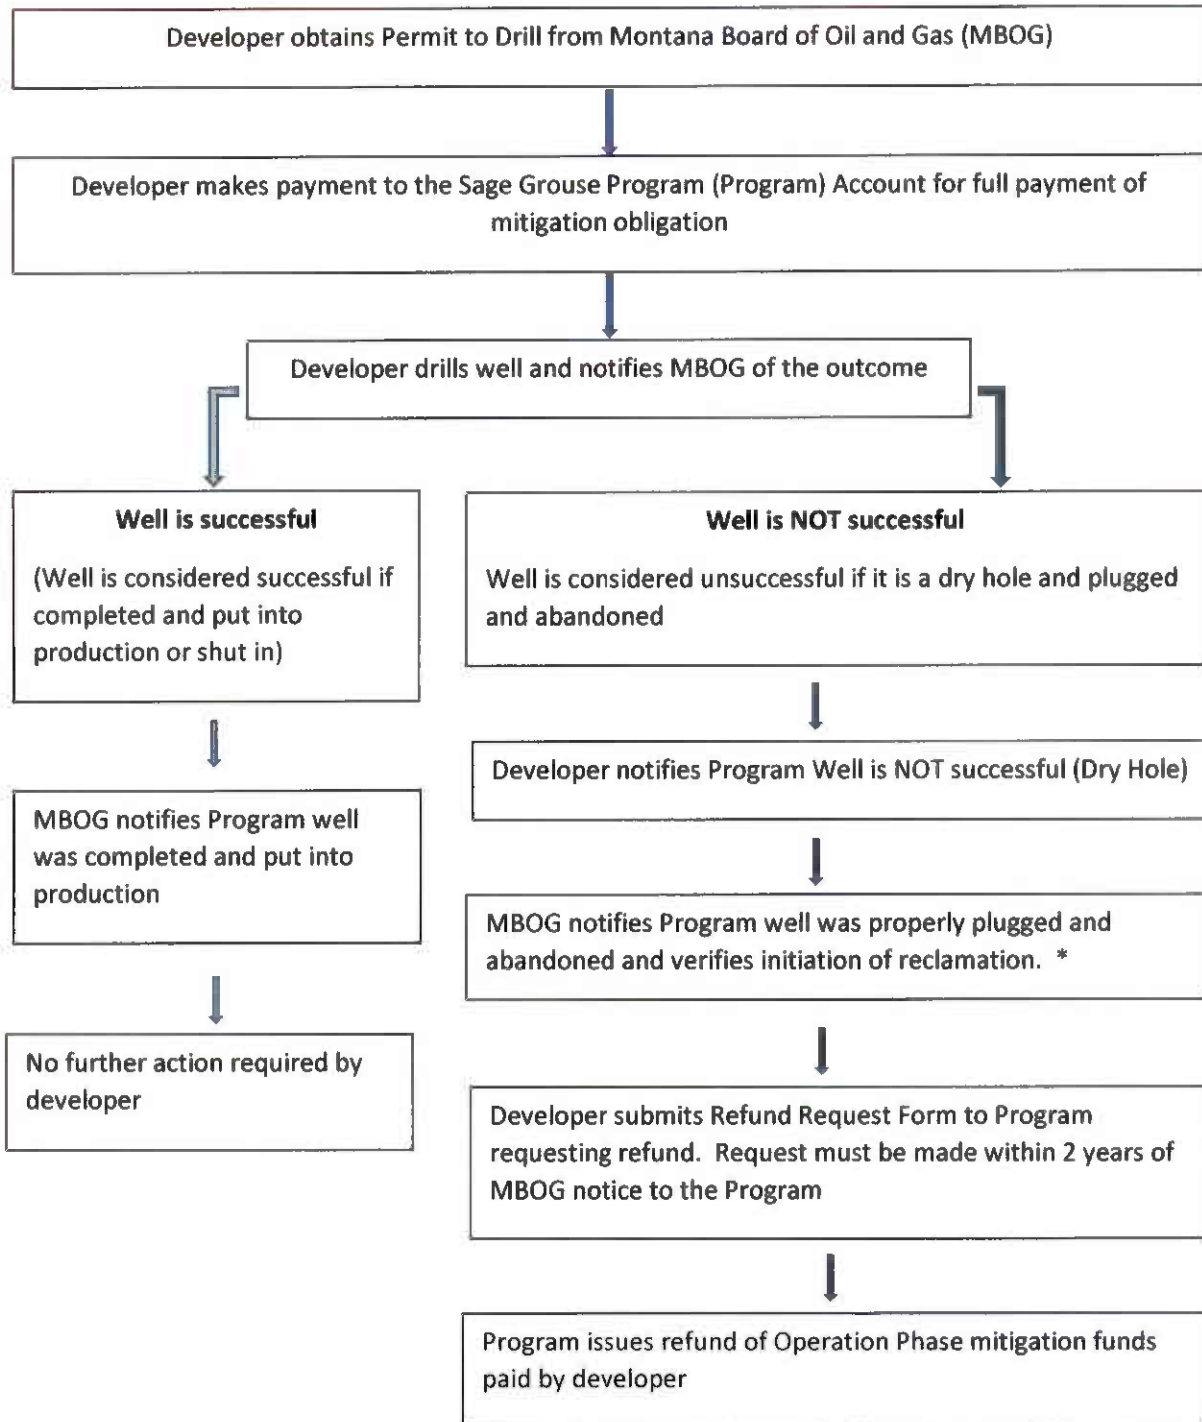 Developer obtains Permit to Drill from Montana Board of Oil and Gas (MBOG)
Developer makes payment to the Sage Grouse Program (Program) Account for full payment of
mitigation obligation
Developer drills well and notifies MBOG of the outcome
Well is successful
(Well is considered successful if
completed and put into
production or shut in)
MBOG notifies Program well
was completed and put into
production
No further action required by
developer
Well is NOT successful
Well is considered unsuccessful if it is a dry hole and plugged
and abandoned
Developer notifies Program Well is NOT successful (Dry Hole)
MBOG notifies Program well was properly plugged and
abandoned and verifies initiation of reclamation. *
Developer submits Refund Request Form to Program
requesting refund. Request must be made within 2 years of
MBOG notice to the Program
Program issues refund of Operation Phase mitigation funds
paid by developer